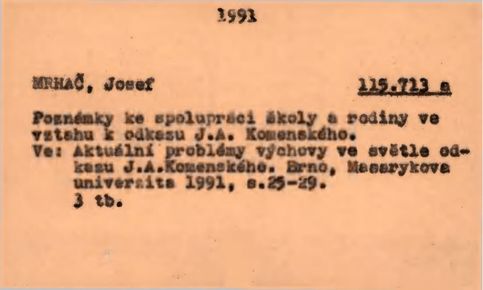 1991
MRHAČ, Josef 115.713 a
Poznámky ke spolupráci školy a rodiny ve
vztahu k odkazu J.A. Komenského.
Ve: Aktuální problémy výchovy ve světle od-
kazu J.A.Komenského. Brno, Masarykova
universita 1991, s.25-29.
3 tb.